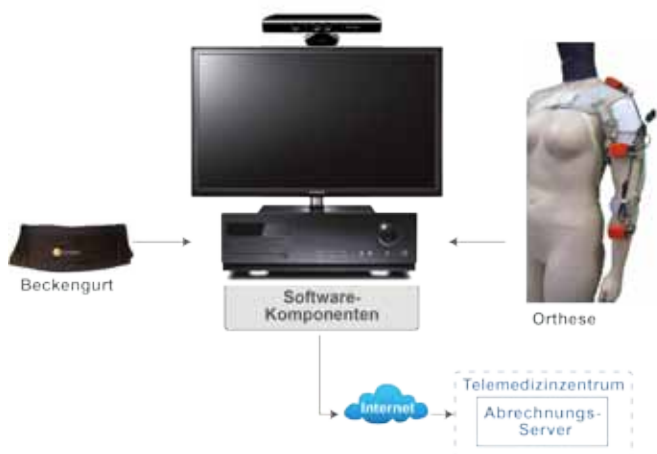 Beckengurt
Software-
Komponenten
Orthese
Internet
Telemedizinzentrum
Abrechnungs-
Server